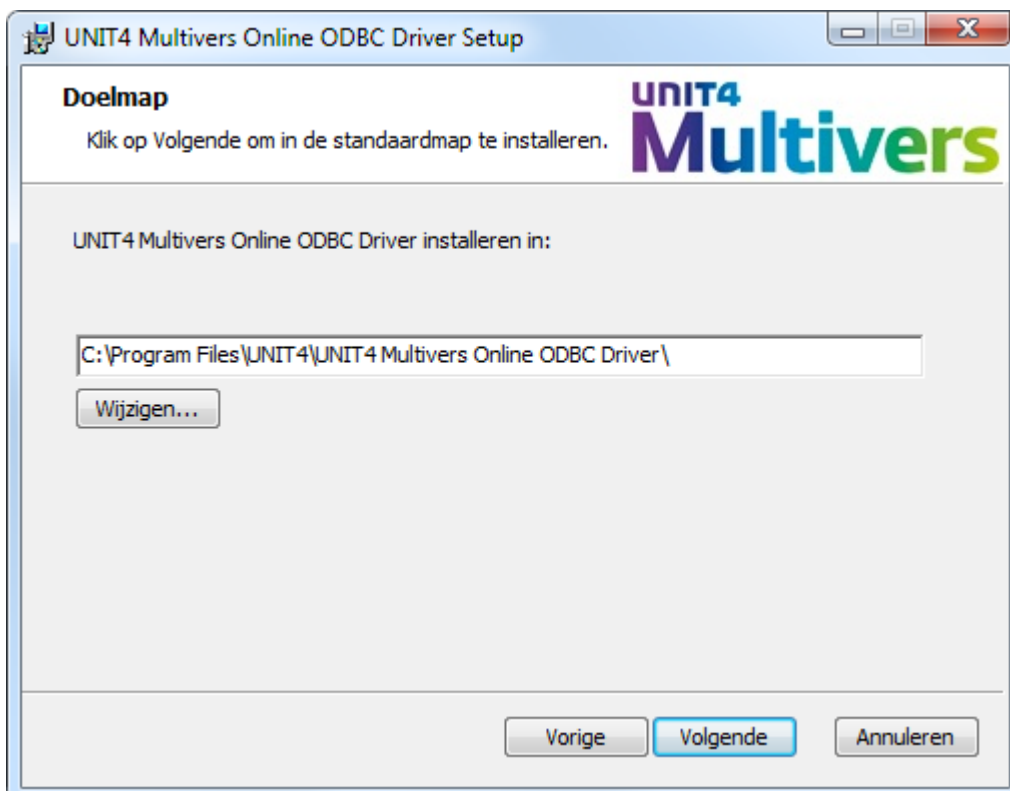 UNIT4 Multivers Online ODBC Driver Setup
Doelmap
Klik op Volgende om in de standaardmap te installeren.
UNIT4
Multivers
UNIT4 Multivers Online ODBC Driver installeren in:
C:\Program Files\UNIT4\UNIT4 Multivers Online ODBC Driver\
Wijzigen...
Vorige
Volgende
Annuleren